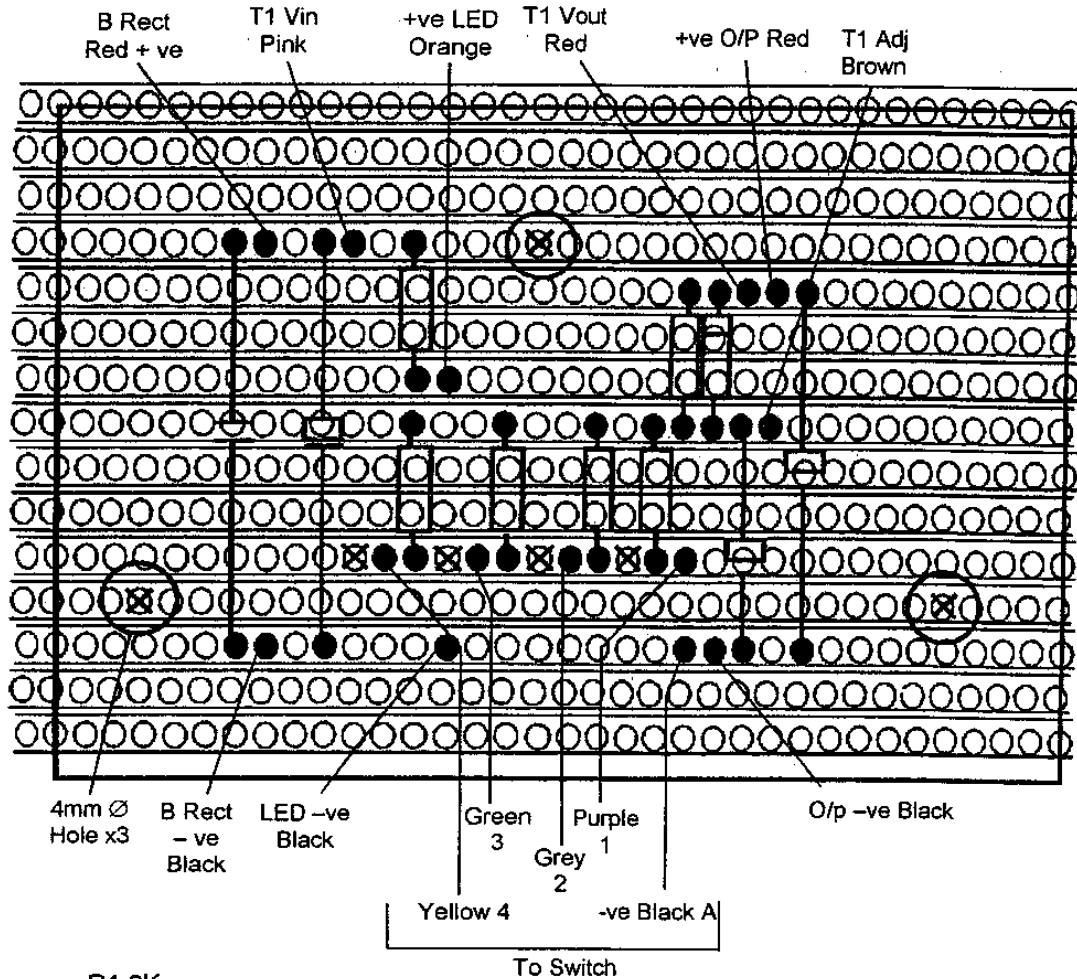 B Rect
Red + ve
T1 Vin
Pink
+ve LED
Orange
T1 Vout
Red
+ve O/P Red
T1 Adj
Brown
4mm Ø
Hole x3
B Rect
– ve
Black
LED –ve
Black
Green
3
Grey
2
Purple
1
O/p –ve Black
Yellow 4
-ve Black A
To Switch